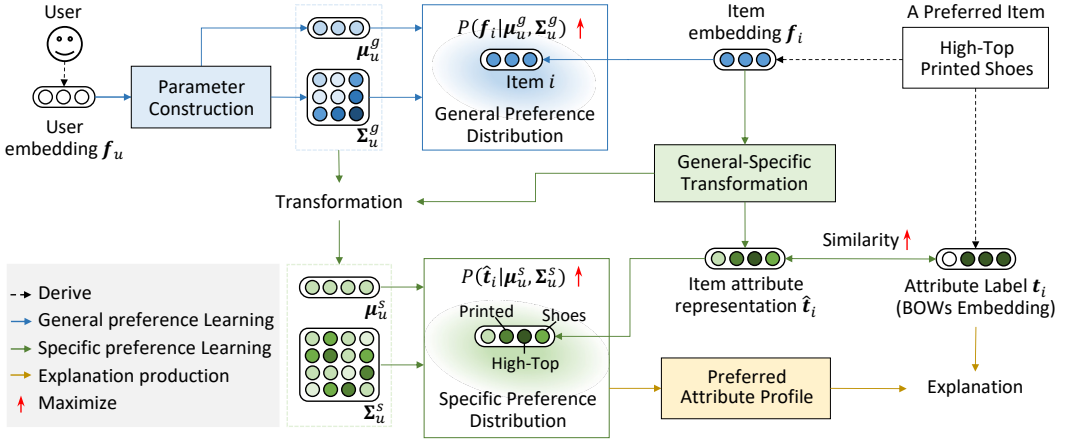 User
User
embedding f_u
Parameter
Construction
μ_u^g
Σ_u^g
P(f_i|μ_u^g, Σ_u^g)
Item i
General Preference
Distribution
Item
embedding f_i
A Preferred Item
High-Top
Printed Shoes
Transformation
General-Specific
Transformation
Similarity
Item attribute
representation t̂_i
Attribute Label t_i
(BOWs Embedding)
μ_u^s
Σ_u^s
P(t̂_i|μ_u^s, Σ_u^s)
Printed
Shoes
High-Top
Specific Preference
Distribution
Preferred
Attribute Profile
Explanation
Derive
General preference Learning
Specific preference Learning
Explanation production
Maximize